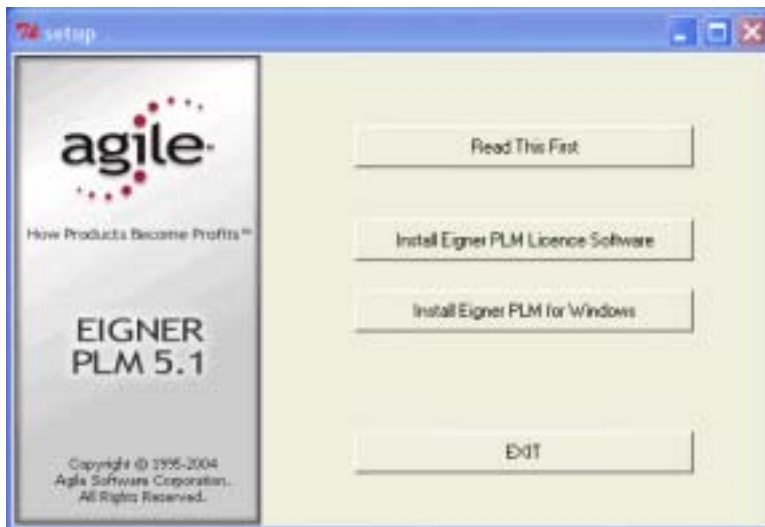 setup
agile™
How Products Become Profits™
EIGNER
PLM 5.1
Copyright © 1995-2004
Agile Software Corporation.
All Rights Reserved.
Read This First
Install Eigner PLM Licence Software
Install Eigner PLM for Windows
EXIT